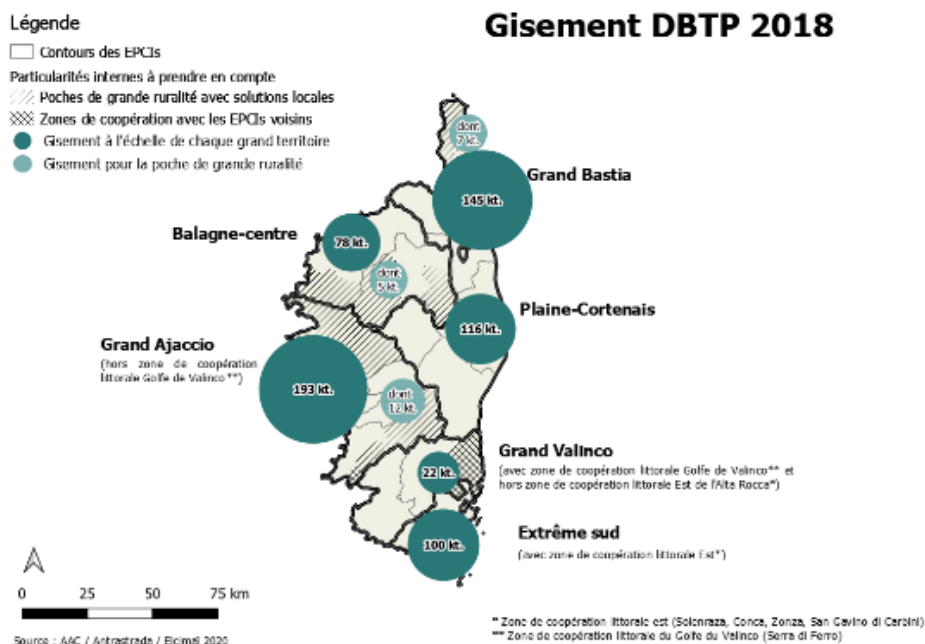 Gisement DBTP 2018
Légende
Contours des EPCIs
Particularités internes à prendre en compte
Poches de grande ruralité avec solutions locales
Zones de coopération avec les EPCIs voisins
Gisement à l'échelle de chaque grand territoire
Gisement pour la poche de grande ruralité
dont
7 kt.
Grand Bastia
145 kt.
Balagne-centre
78 kt.
dont
5 kt.
Plaine-Cortenais
116 kt.
Grand Ajaccio
(hors zone de coopération
littorale Golfe de Valinco**)
193 kt.
dont
12 kt.
Grand Valinco
(avec zone de coopération littorale Golfe de Valinco** et
hors zone de coopération littorale Est de l'Alta Rocca*)
22 kt.
Extrême sud
(avec zone de coopération littorale Est*)
100 kt.
0 25 50 75 km
Source : AAC / Antrastrada / Elcimaï 2020
* Zone de coopération littorale est (Solenraza, Conca, Zonza, San Gavino di Carbini)
** Zone de coopération littorale du Golfe du Valinco (Serra di Ferro)